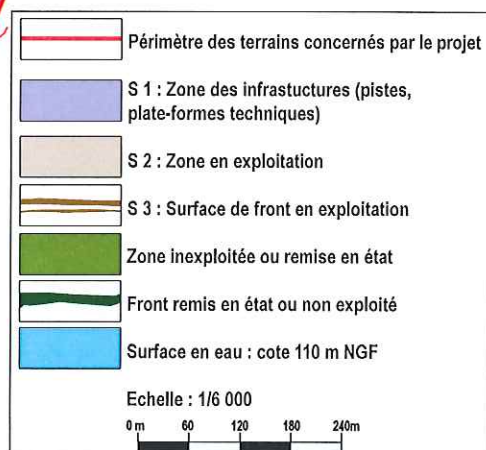 Périmètre des terrains concernés par le projet
S 1 : Zone des infrastuctures (pistes,
plate-formes techniques)
S 2 : Zone en exploitation
S 3 : Surface de front en exploitation
Zone inexploitée ou remise en état
Front remis en état ou non exploité
Surface en eau : cote 110 m NGF
Echelle : 1/6 000
0 m 60 120 180 240m